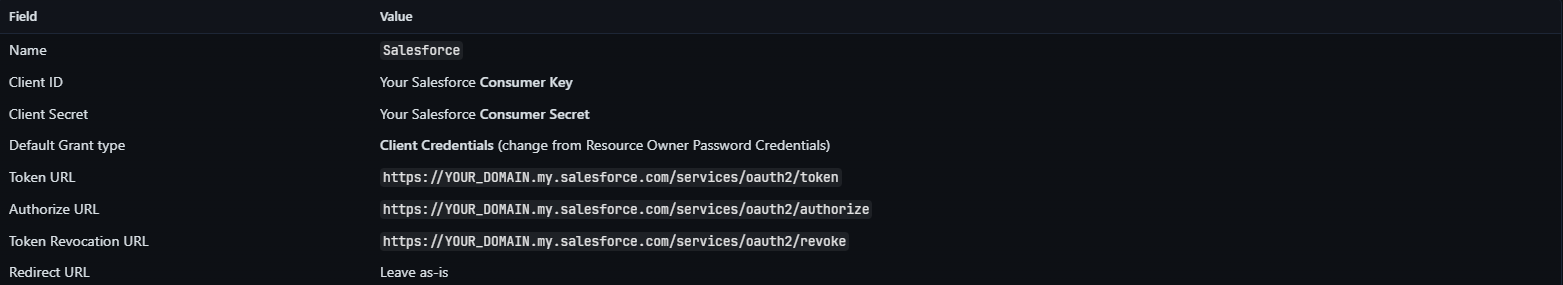 Field Value
Name Salesforce
Client ID Your Salesforce Consumer Key
Client Secret Your Salesforce Consumer Secret
Default Grant type Client Credentials (change from Resource Owner Password Credentials)
Token URL https://YOUR_DOMAIN.my.salesforce.com/services/oauth2/token
Authorize URL https://YOUR_DOMAIN.my.salesforce.com/services/oauth2/authorize
Token Revocation URL https://YOUR_DOMAIN.my.salesforce.com/services/oauth2/revoke
Redirect URL Leave as-is